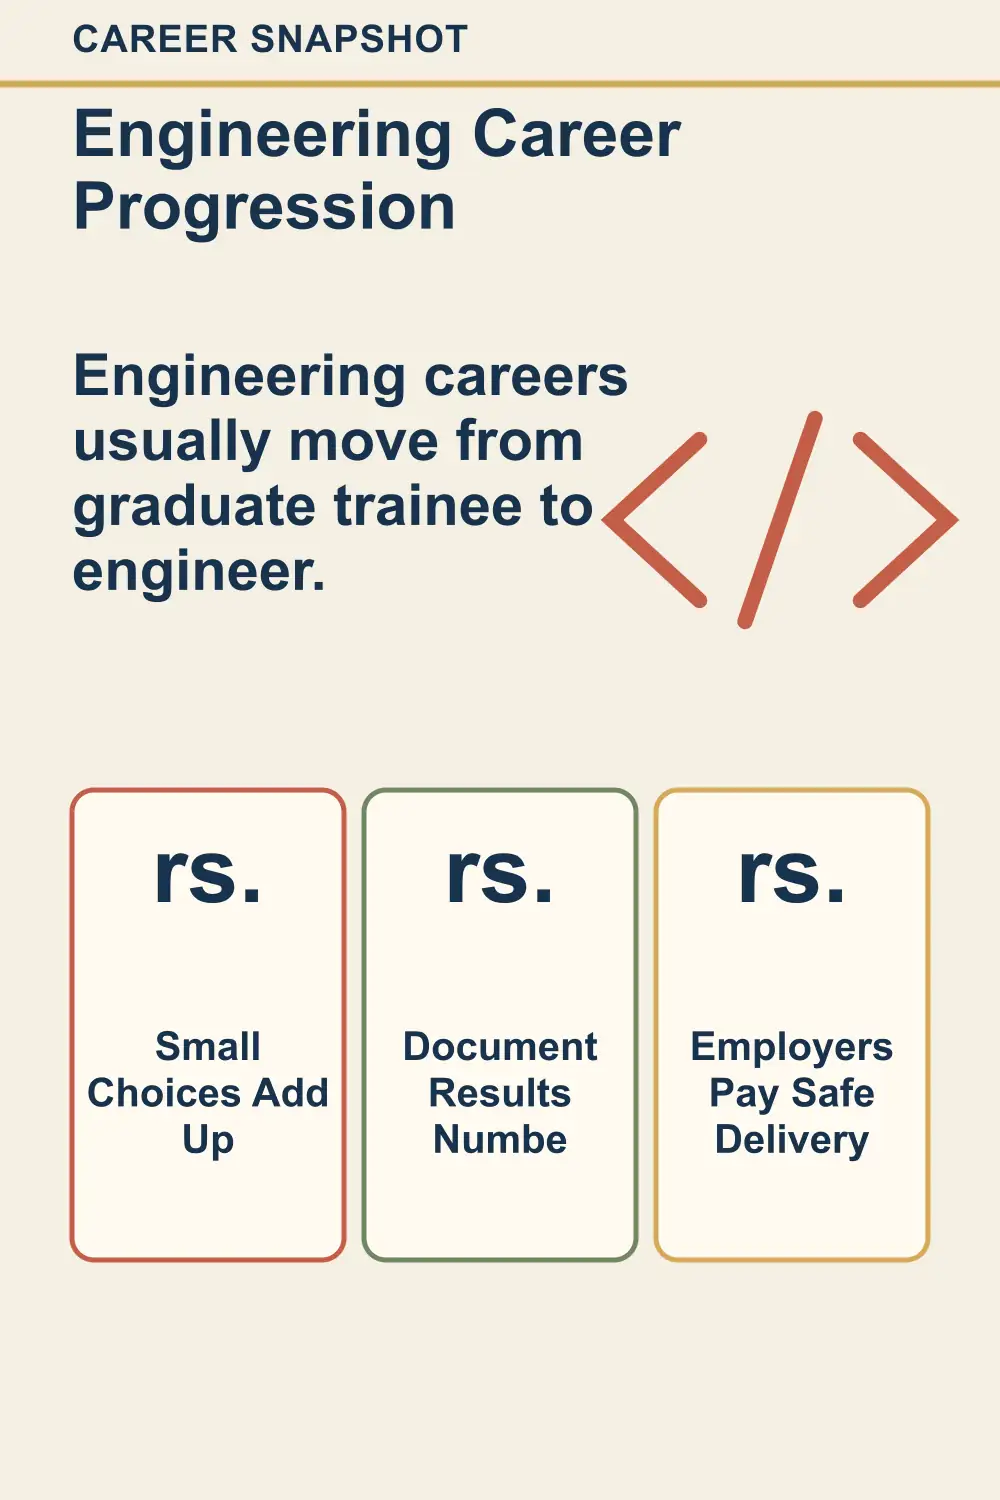 CAREER SNAPSHOT
Engineering Career
Progression
Engineering careers
usually move from
graduate trainee to
engineer.
rs.
Small
Choices Add
Up
rs.
Document
Results
Numbe
rs.
Employers
Pay Safe
Delivery